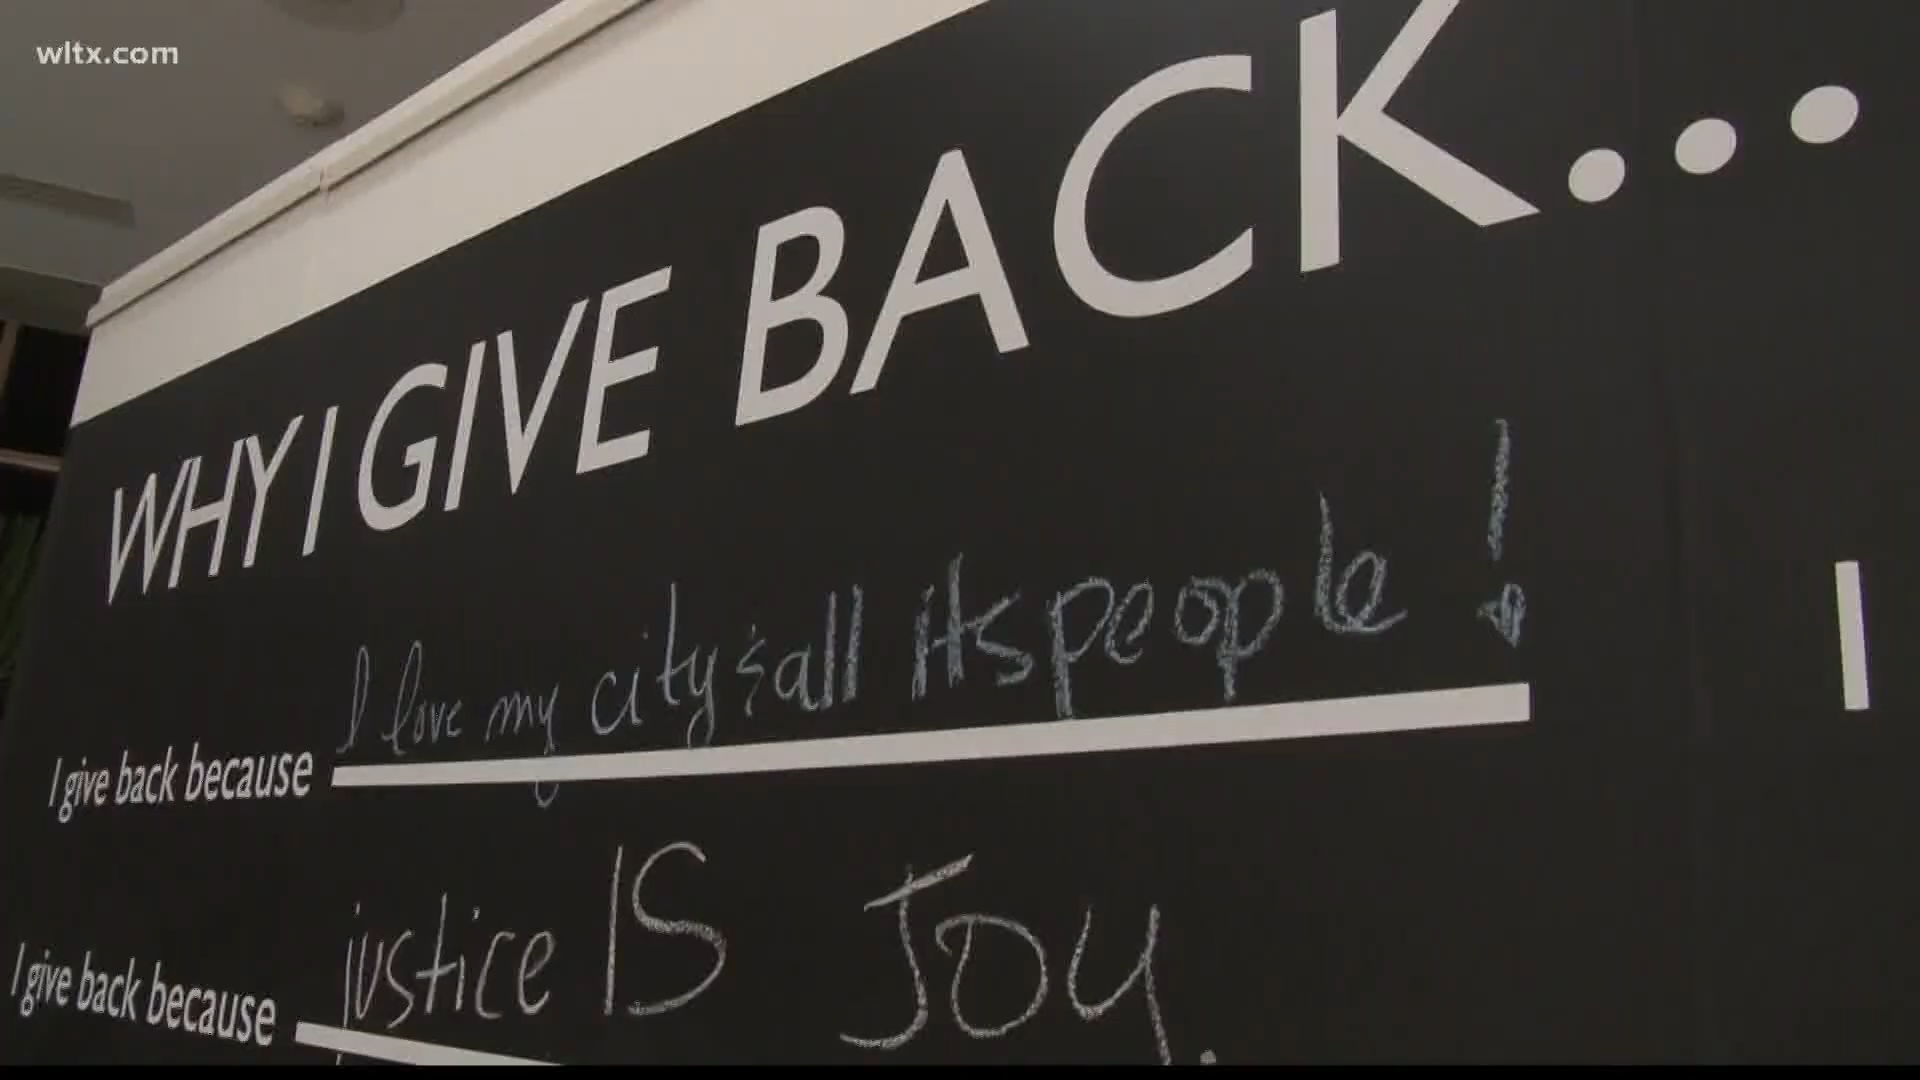 wltx.com
WHY I GIVE BACK...
I give back because I love my city & all its people!
I give back because justice IS Joy.